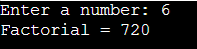 Enter a number: 6
Factorial = 720